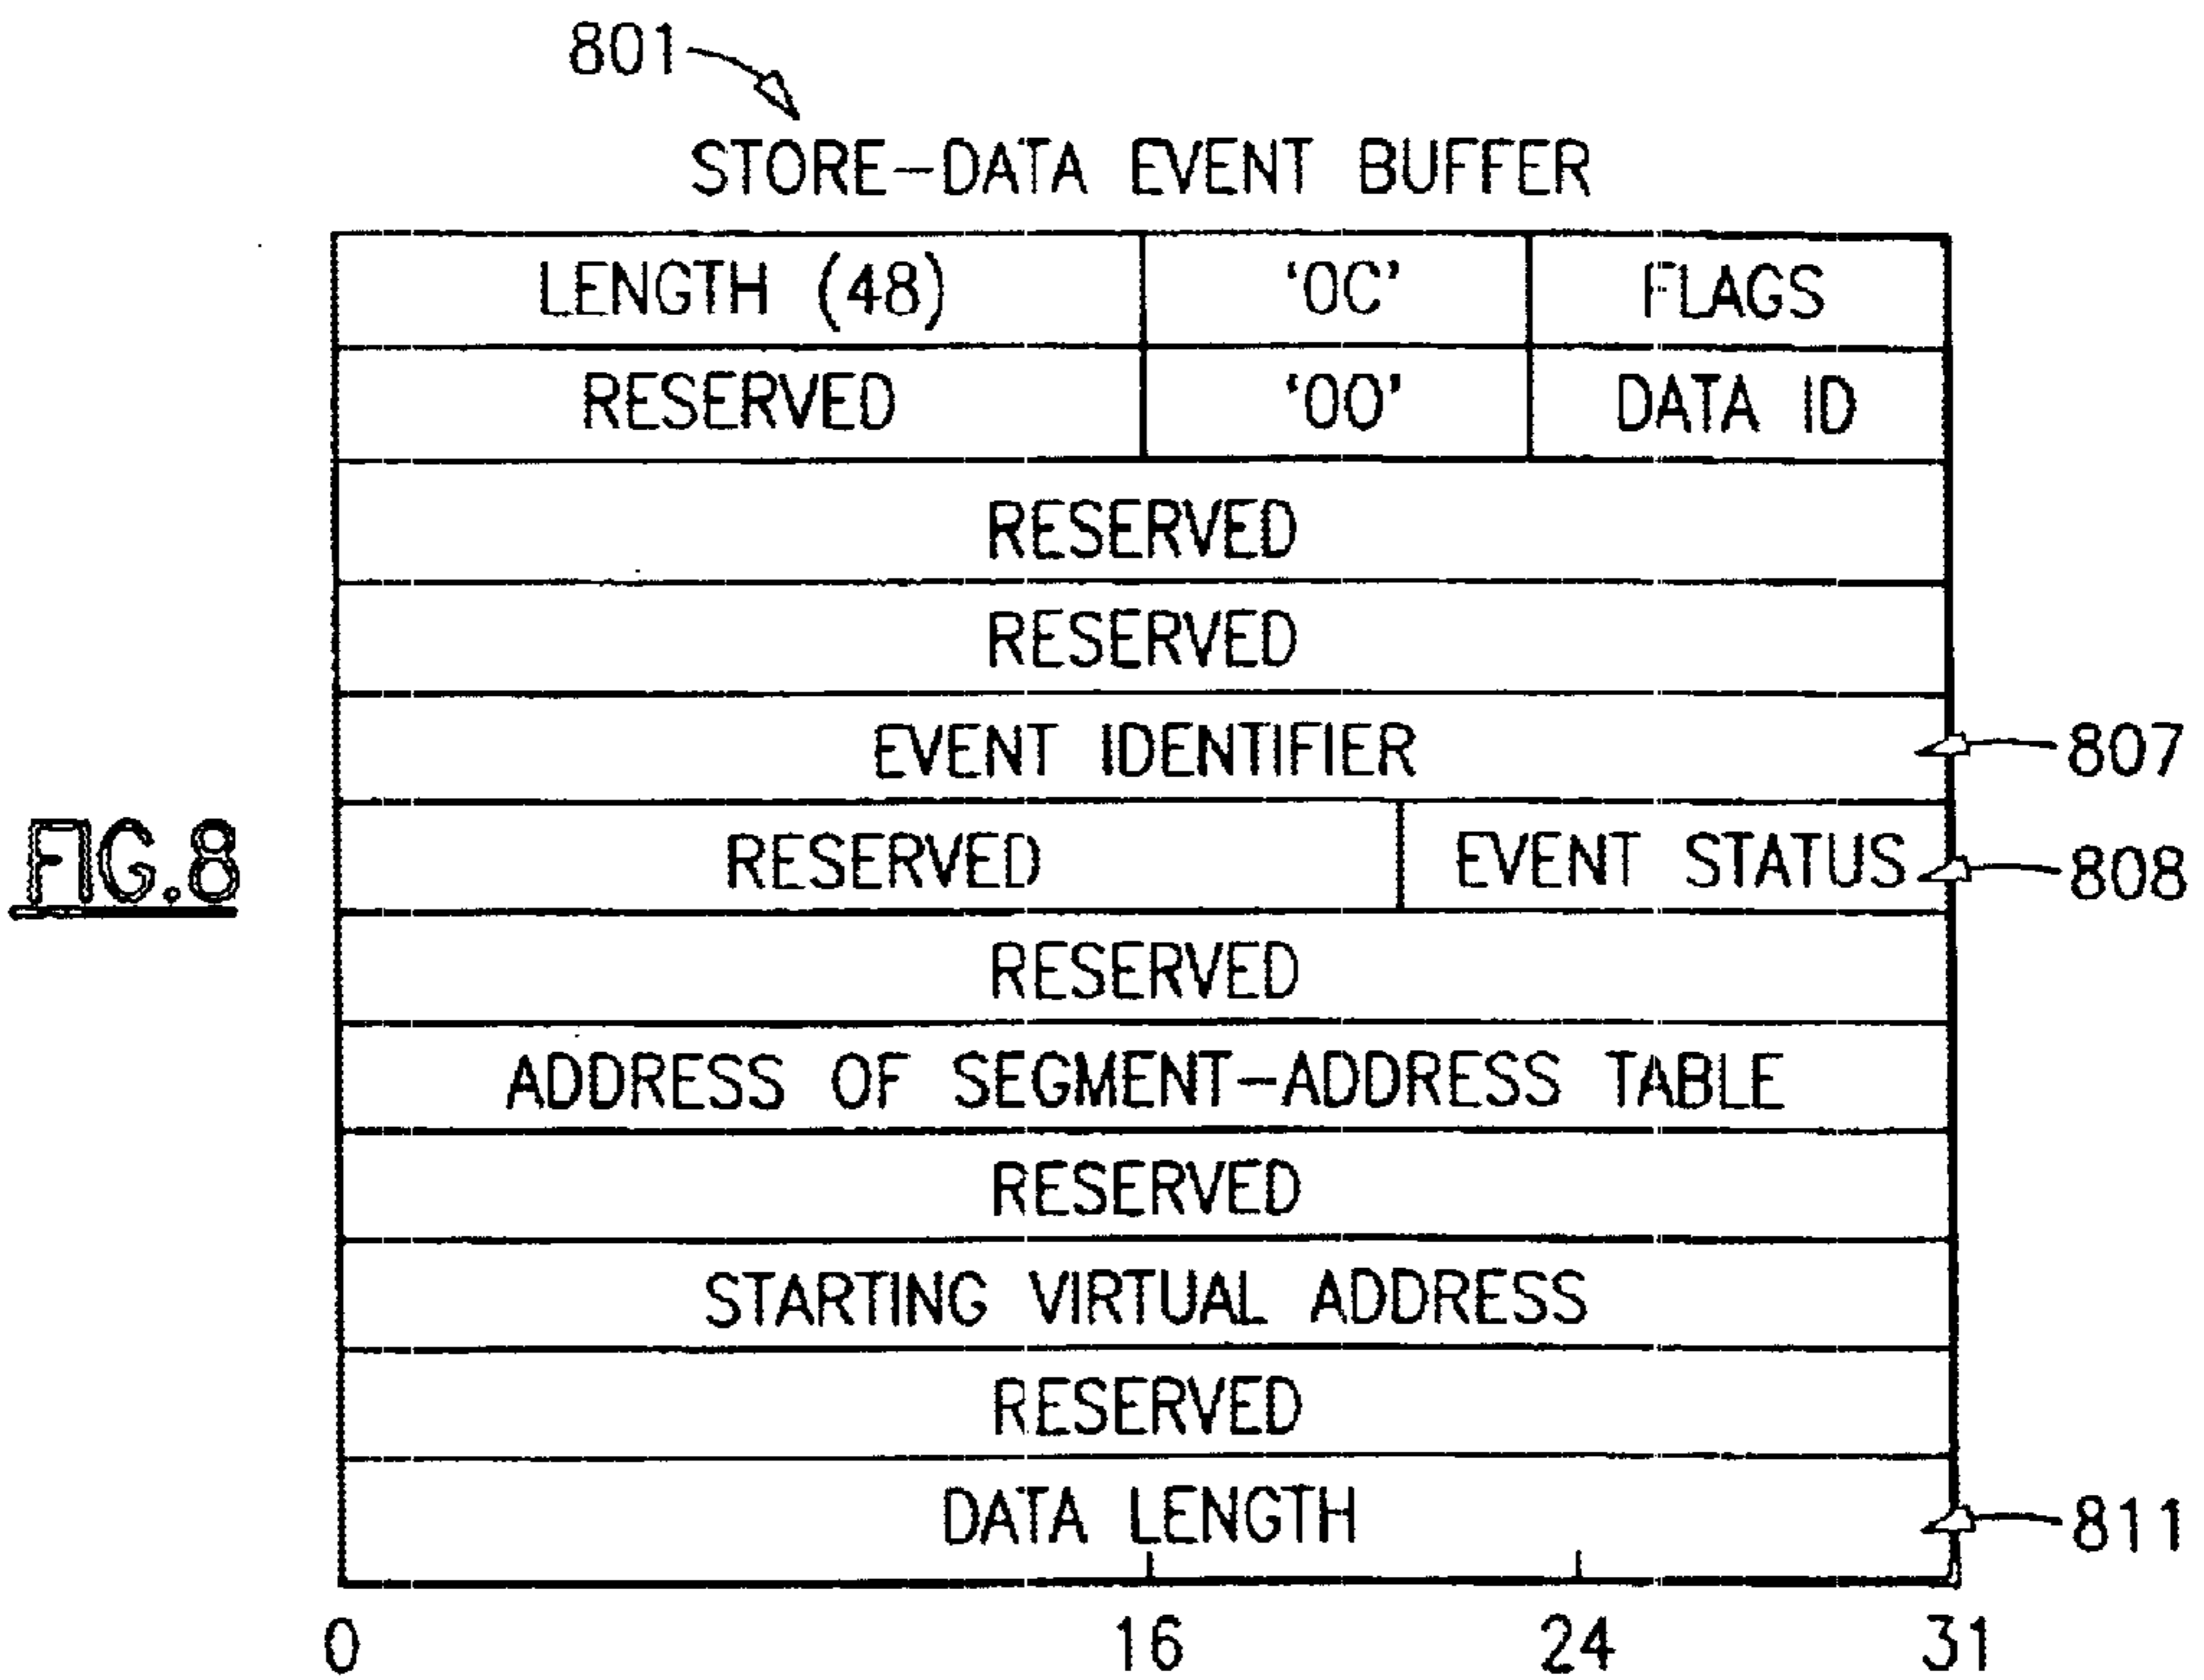 801
STORE-DATA EVENT BUFFER
LENGTH (48) '0C' FLAGS
RESERVED '00' DATA ID
RESERVED
RESERVED
EVENT IDENTIFIER 807
RESERVED EVENT STATUS 808
RESERVED
ADDRESS OF SEGMENT-ADDRESS TABLE
RESERVED
STARTING VIRTUAL ADDRESS
RESERVED
DATA LENGTH 811
0 16 24 31
FIG.8